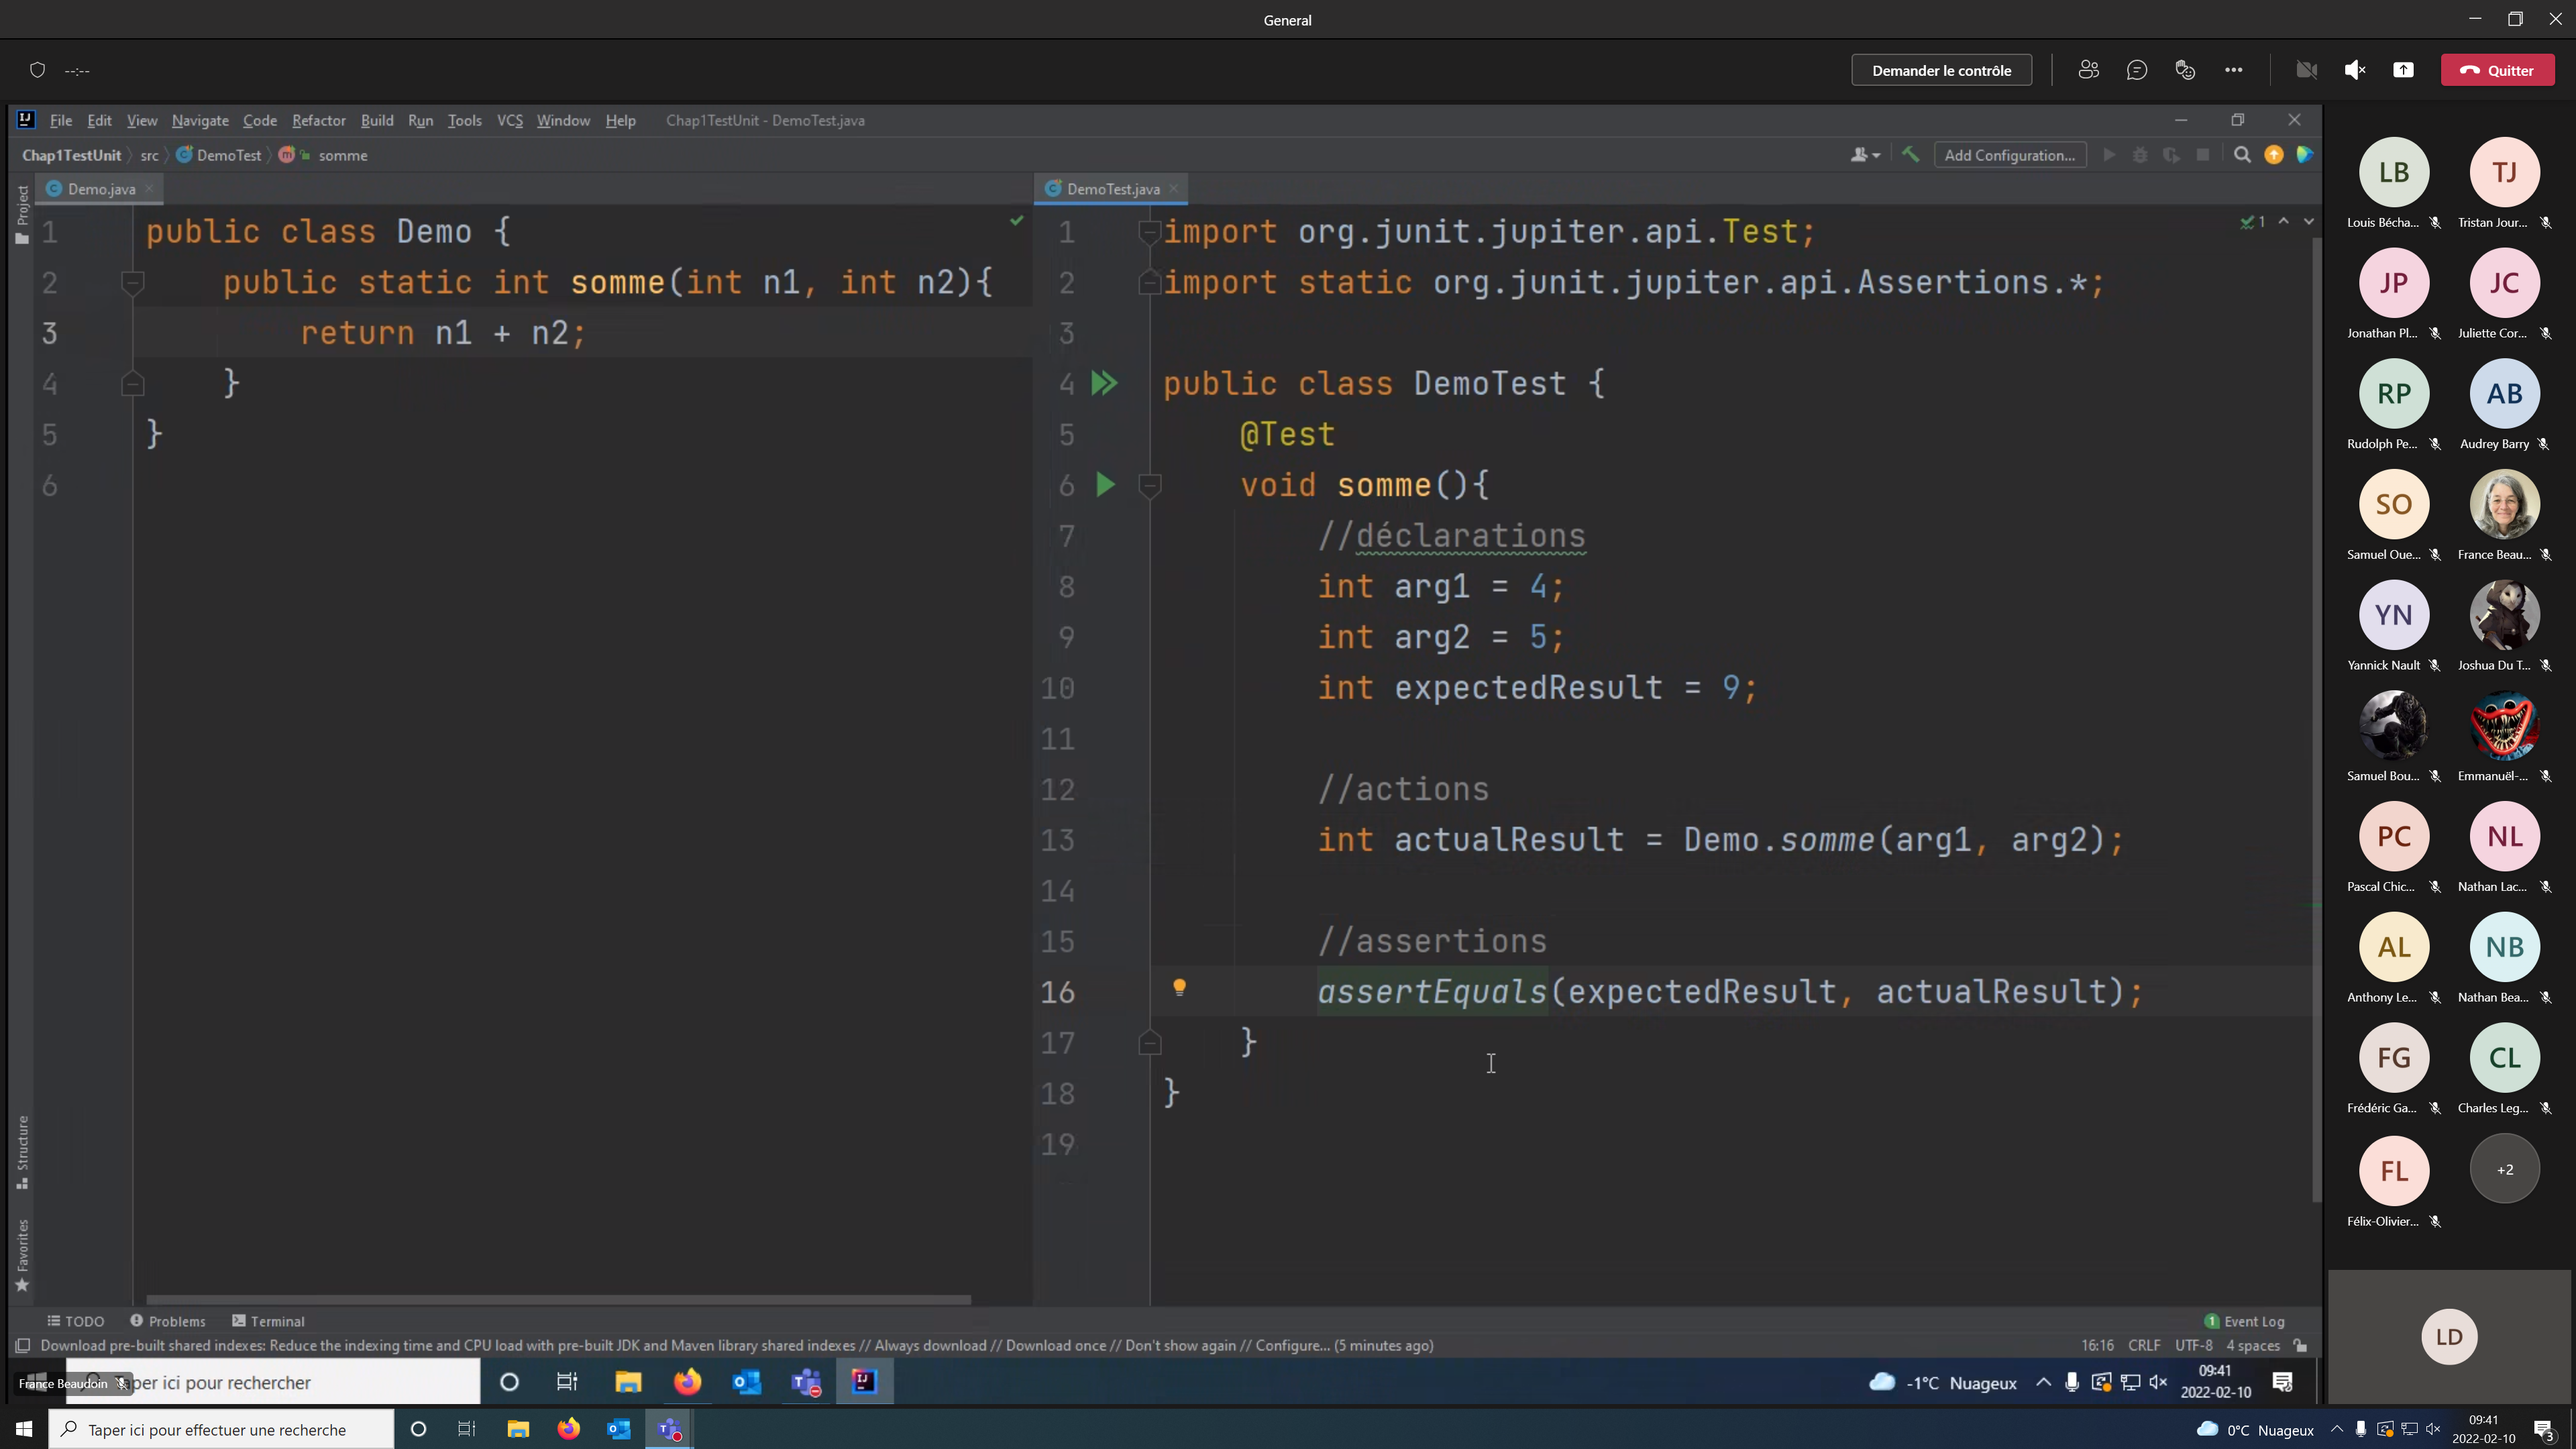 General
--:--
Demander le contrôle
Quitter
File Edit View Navigate Code Refactor Build Run Tools VCS Window Help Chap1TestUnit - DemoTest.java
Chap1TestUnit src DemoTest somme
Add Configuration...
Project
Demo.java
1 public class Demo {
2 public static int somme(int n1, int n2){
3 return n1 + n2;
4 }
5 }
6
DemoTest.java
1
1 import org.junit.jupiter.api.Test;
2 import static org.junit.jupiter.api.Assertions.*;
3
4 public class DemoTest {
5 @Test
6 void somme(){
7 //déclarations
8 int arg1 = 4;
9 int arg2 = 5;
10 int expectedResult = 9;
11
12 //actions
13 int actualResult = Demo.somme(arg1, arg2);
14
15 //assertions
16 assertEquals(expectedResult, actualResult);
17 }
18 }
19
Structure
Favorites
TODO Problems Terminal
1 Event Log
Download pre-built shared indexes: Reduce the indexing time and CPU load with pre-built JDK and Maven library shared indexes // Always download // Download once // Don't show again // Configure... (5 minutes ago)
16:16 CRLF UTF-8 4 spaces
France Beaudoin
aper ici pour rechercher
-1°C Nuageux
09:41
2022-02-10
LB TJ
Louis Bécha... Tristan Jour...
JP JC
Jonathan Pl... Juliette Cor...
RP AB
Rudolph Pe... Audrey Barry
SO
Samuel Oue... France Beau...
YN
Yannick Nault Joshua Du T...
Samuel Bou... Emmanuël-...
PC NL
Pascal Chic... Nathan Lac...
AL NB
Anthony Le... Nathan Bea...
FG CL
Frédéric Ga... Charles Leg...
FL +2
Félix-Olivier...
LD
Taper ici pour effectuer une recherche
0°C Nuageux
09:41
2022-02-10
3